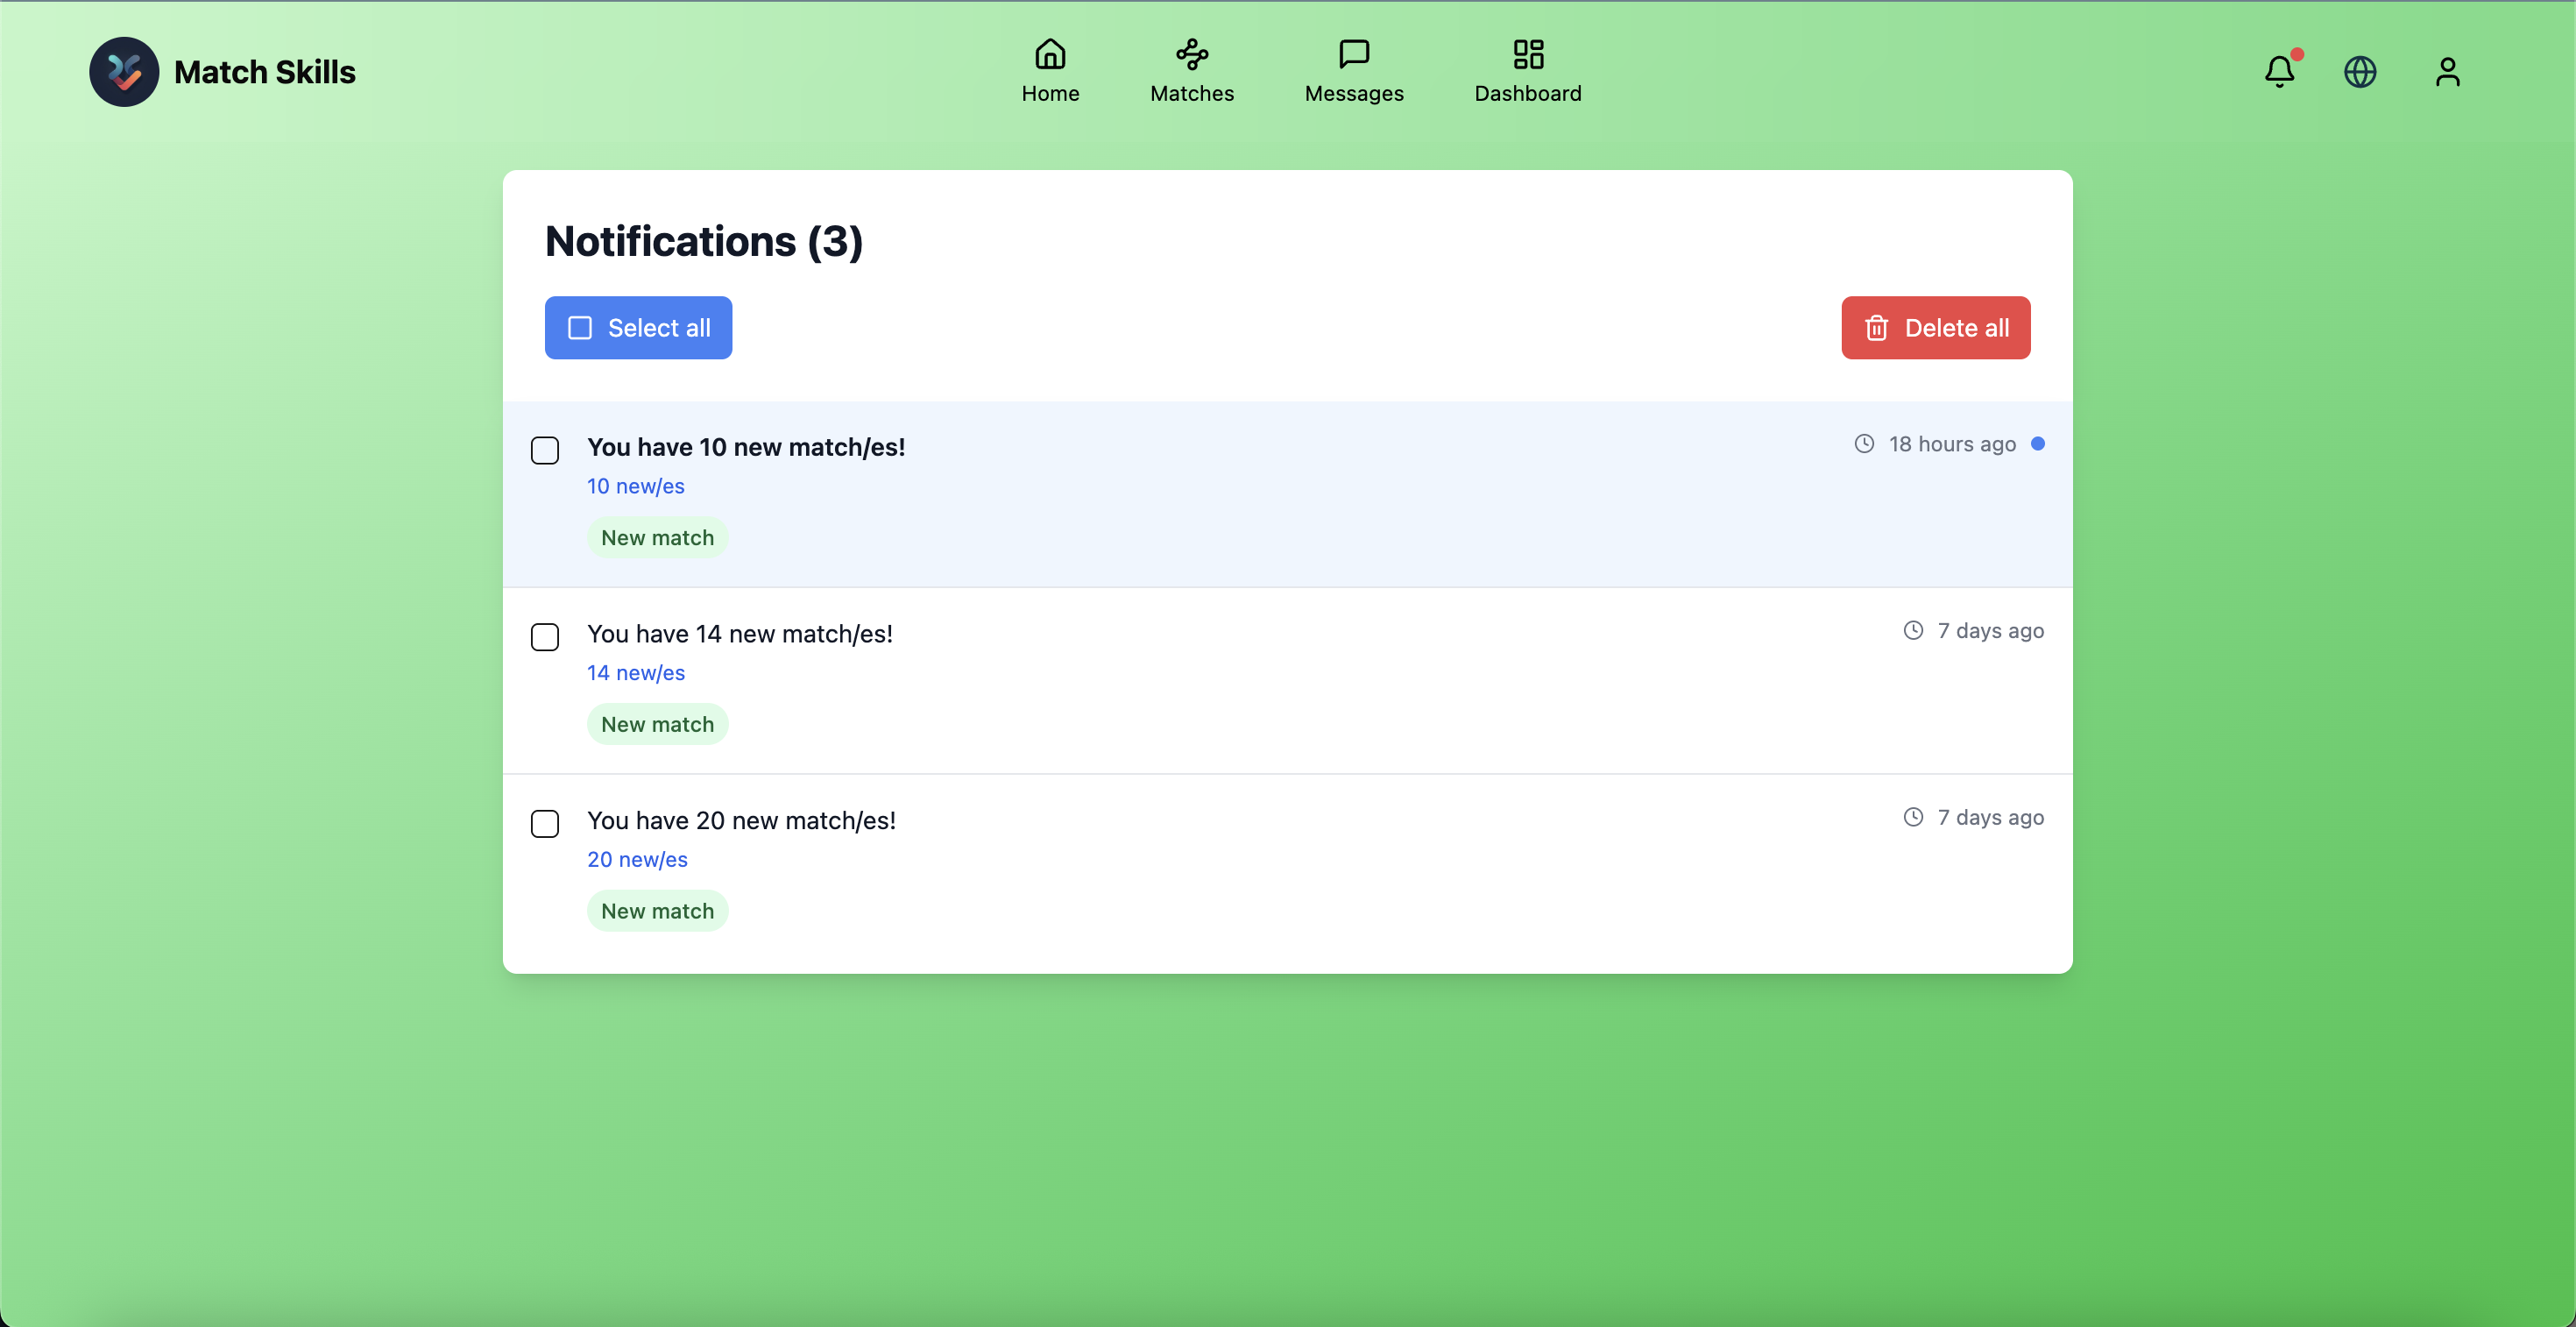 Match Skills
Home
Matches
Messages
Dashboard
Notifications (3)
Select all
Delete all
You have 10 new match/es!
18 hours ago
10 new/es
New match
You have 14 new match/es!
7 days ago
14 new/es
New match
You have 20 new match/es!
7 days ago
20 new/es
New match